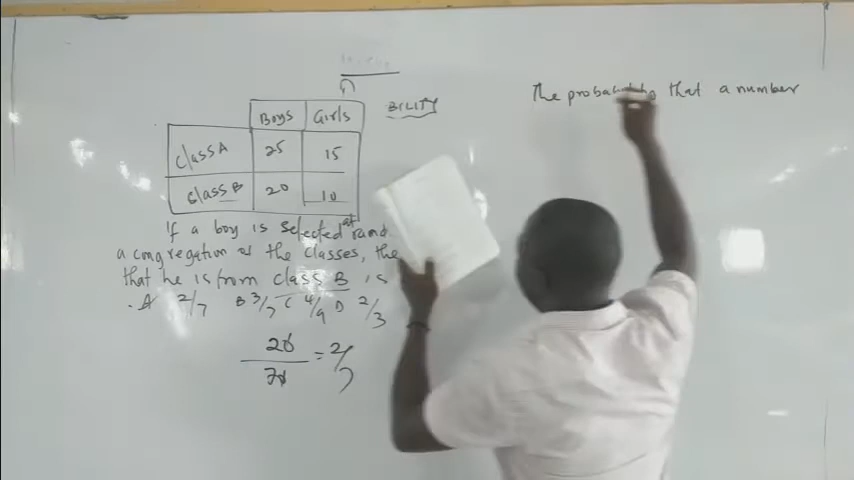 BILITY
Boys Girls
Class A 25 15
Class B 20 10
If a boy is selected at rand
a congregation of the classes, the
that he is from class B is
A 2/7 B 3/7 C 4/9 D 2/3
20/70 = 2/7
The probability that a number